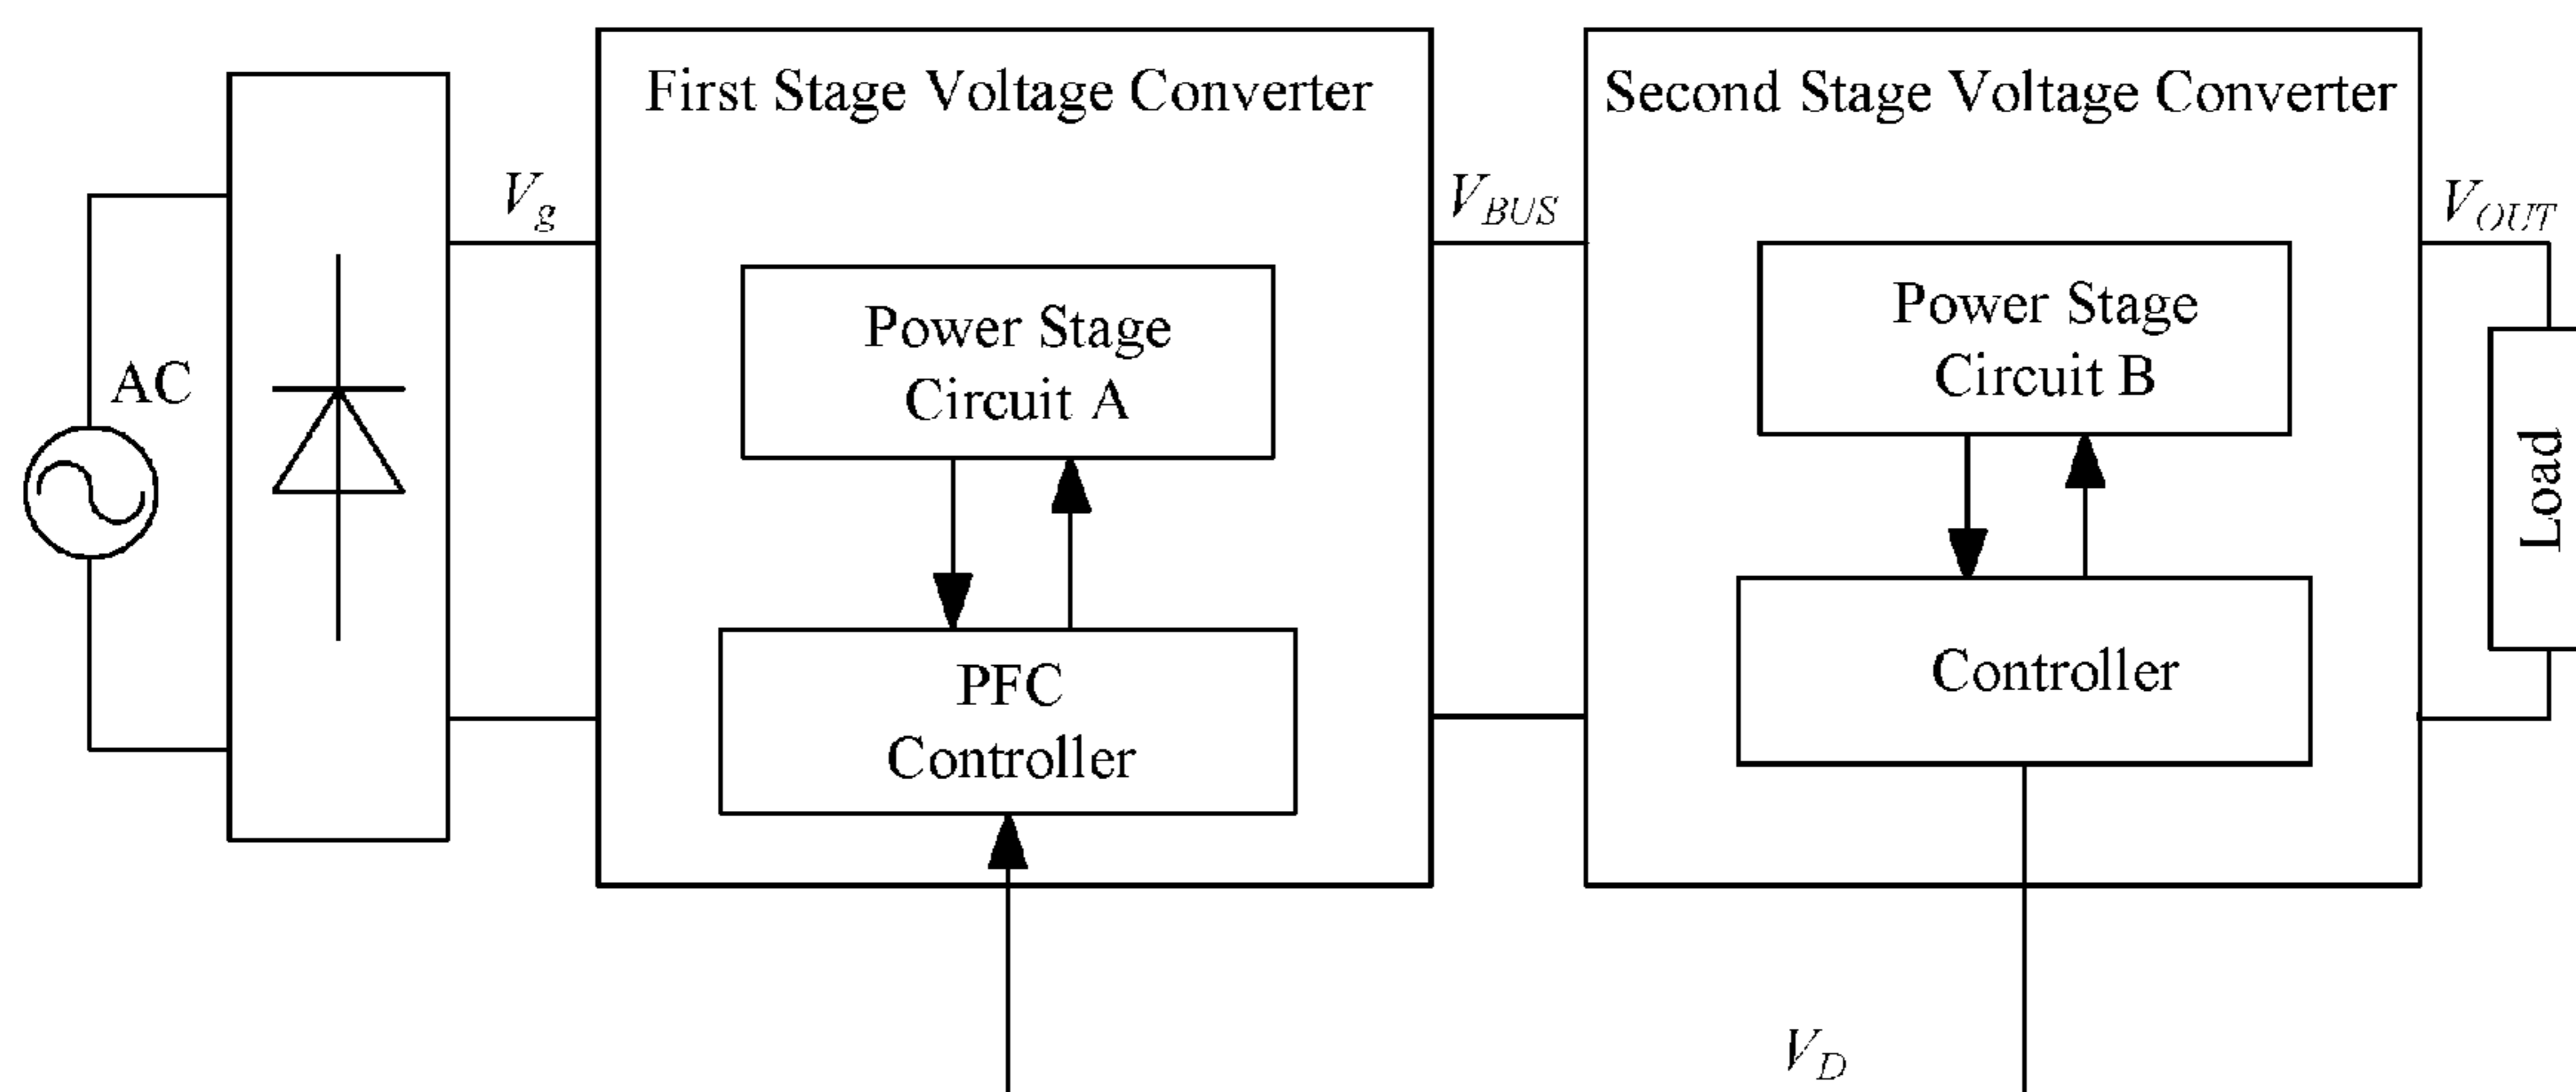 First Stage Voltage Converter
Second Stage Voltage Converter
V_g
V_BUS
V_OUT
Power Stage
Circuit A
Power Stage
Circuit B
AC
Load
PFC
Controller
Controller
V_D